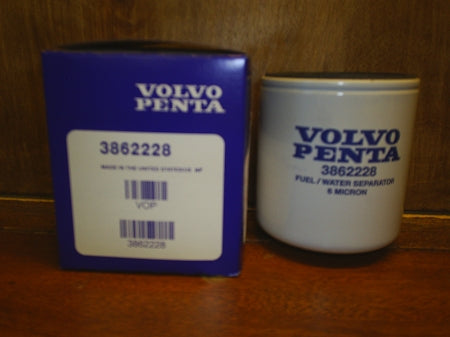 VOLVO
PENTA
3862228
MADE IN THE UNITED STATES
VOP
3862228
VOLVO
PENTA
3862228
FUEL/WATER SEPARATOR
6 MICRON